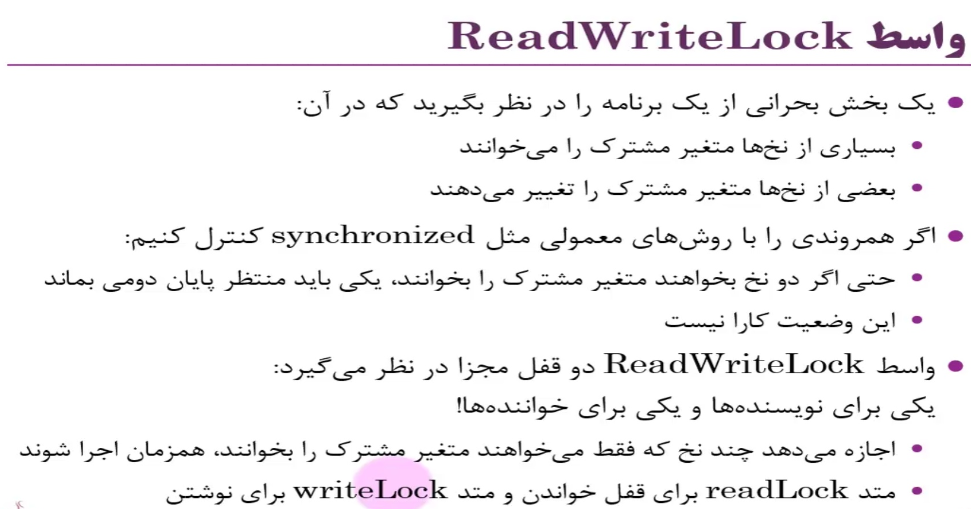 واسط ReadWriteLock
یک بخش بحرانی از یک برنامه را در نظر بگیرید که در آن:
بسیاری از نخ‌ها متغیر مشترک را می‌خوانند
بعضی از نخ‌ها متغیر مشترک را تغییر می‌دهند
اگر همروندی را با روش‌های معمولی مثل synchronized کنترل کنیم:
حتی اگر دو نخ بخواهند متغیر مشترک را بخوانند، یکی باید منتظر پایان دومی بماند
این وضعیت کارا نیست
واسط ReadWriteLock دو قفل مجزا در نظر می‌گیرد:
یکی برای نویسنده‌ها و یکی برای خواننده‌ها!
اجازه می‌دهد چند نخ که فقط می‌خواهند متغیر مشترک را بخوانند، همزمان اجرا شوند
متد readLock برای قفل خواندن و متد writeLock برای نوشتن